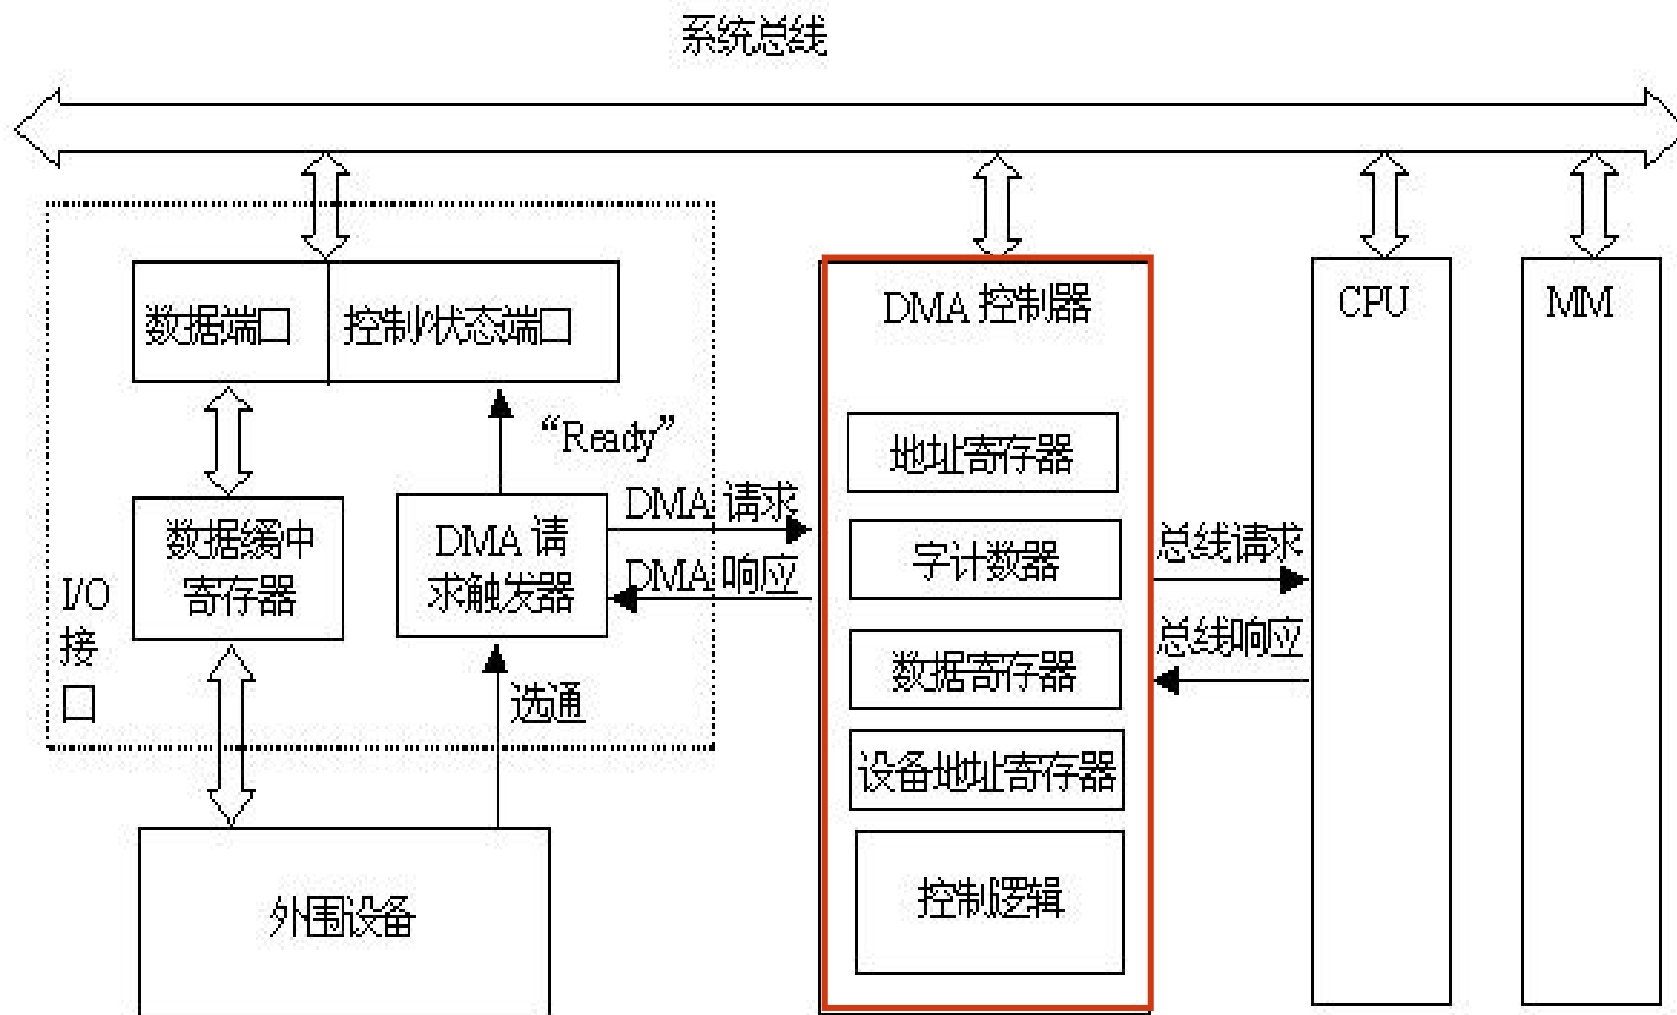 系统总线
数据端口
控制/状态端口
“Ready”
数据缓冲
寄存器
DMA 请
求触发器
I/O
接
口
DMA 请求
DMA 响应
选通
外围设备
DMA 控制器
地址寄存器
字计数器
数据寄存器
设备地址寄存器
控制逻辑
总线请求
总线响应
CPU
MM